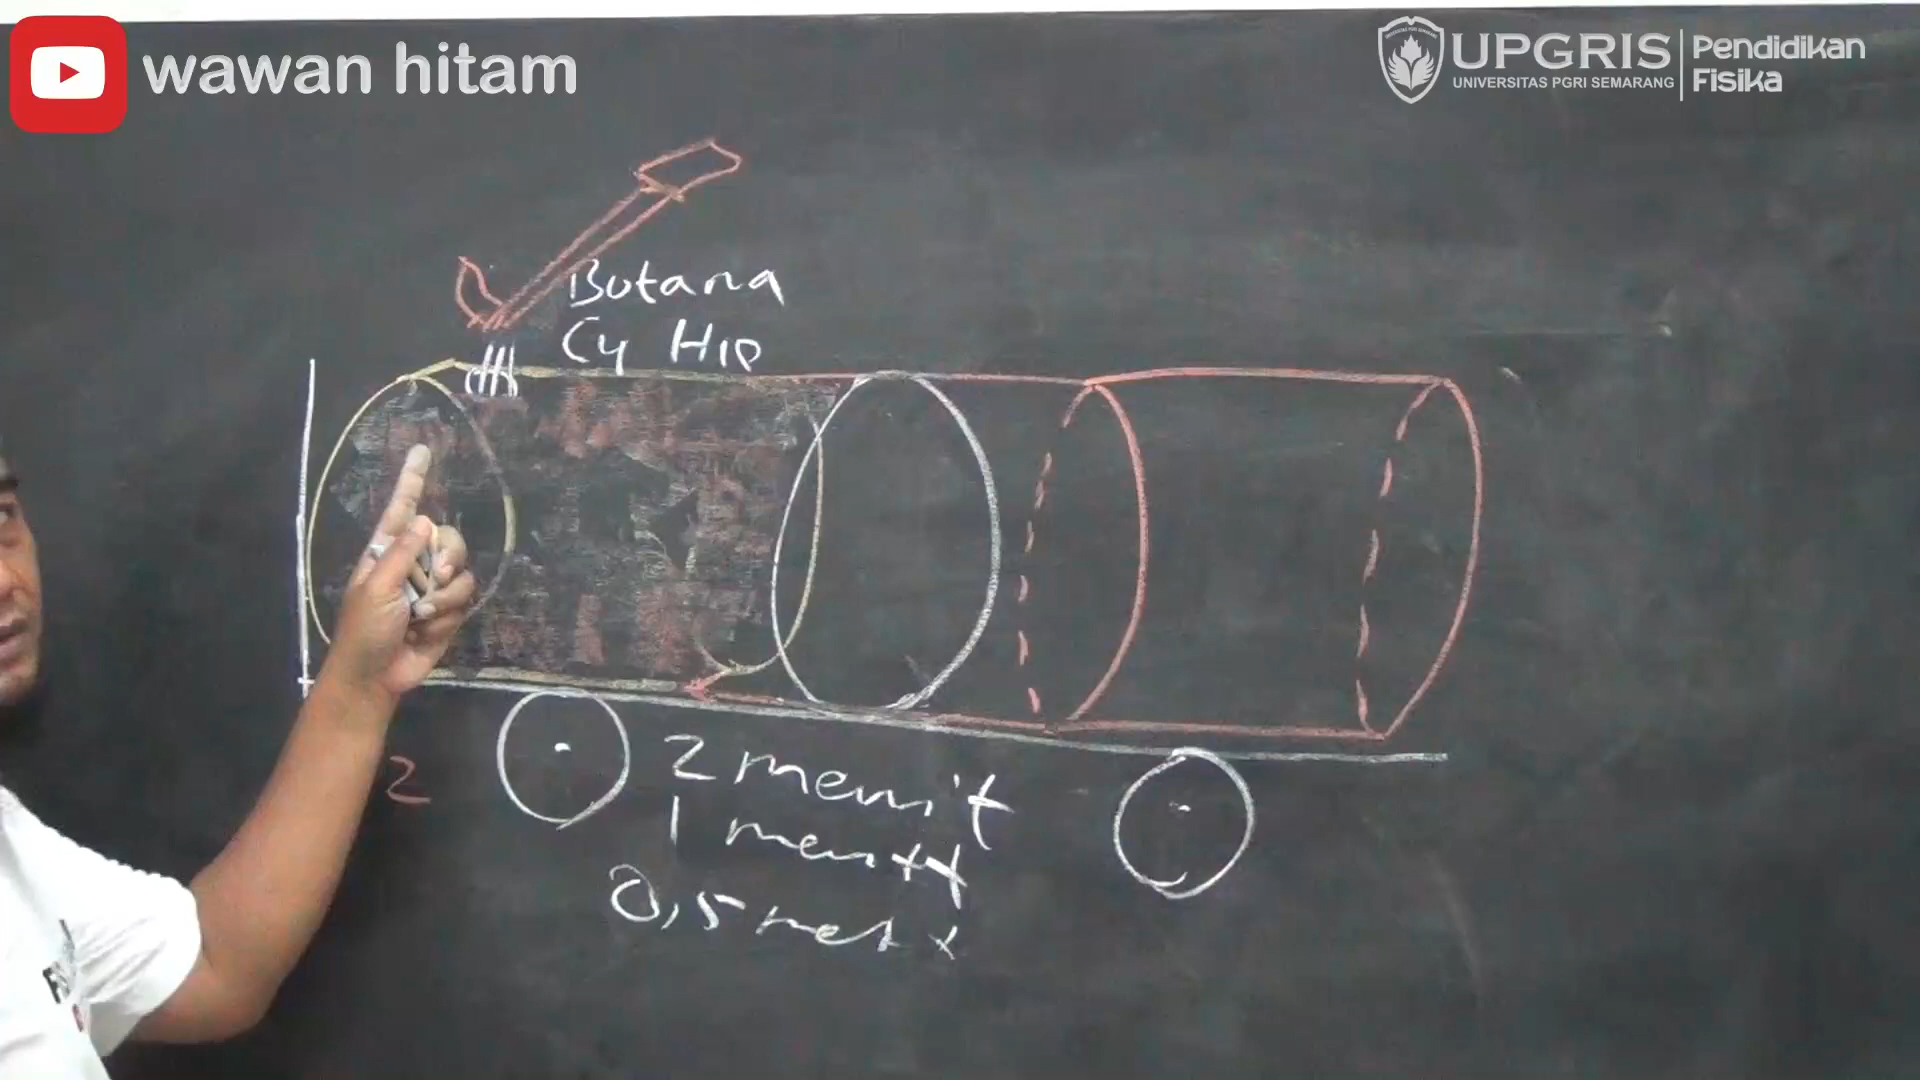 wawan hitam
UPGRIS
UNIVERSITAS PGRI SEMARANG
Pendidikan
Fisika
Butana
C4 H10
2
2 menit
1 menit
0,5 menit